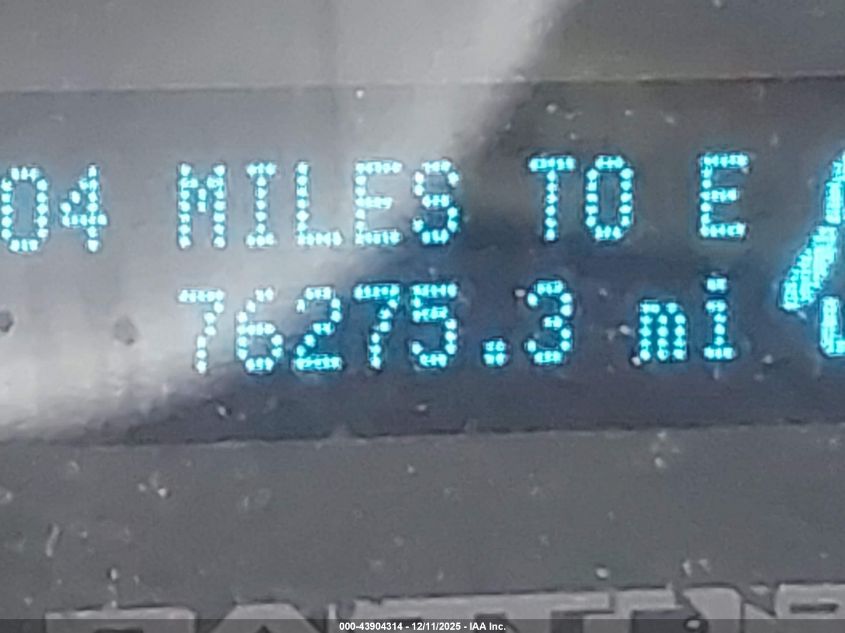 04 MILES TO E
76275.3 mi
000-43904314 - 12/11/2025 - IAA Inc.